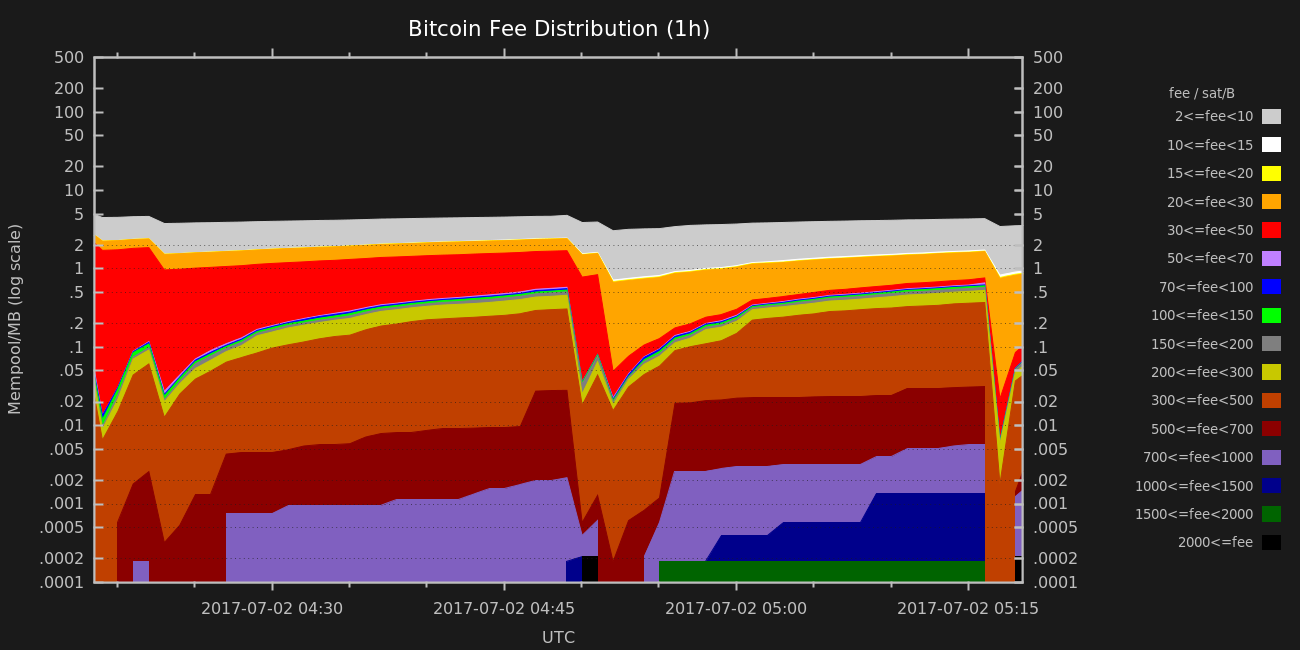 Bitcoin Fee Distribution (1h)
Mempool/MB (log scale)
500
200
100
50
20
10
5
2
1
.5
.2
.1
.05
.02
.01
.005
.002
.001
.0005
.0002
.0001
500
200
100
50
20
10
5
2
1
.5
.2
.1
.05
.02
.01
.005
.002
.001
.0005
.0002
.0001
2017-07-02 04:30
2017-07-02 04:45
2017-07-02 05:00
2017-07-02 05:15
UTC
fee / sat/B
2<=fee<10
10<=fee<15
15<=fee<20
20<=fee<30
30<=fee<50
50<=fee<70
70<=fee<100
100<=fee<150
150<=fee<200
200<=fee<300
300<=fee<500
500<=fee<700
700<=fee<1000
1000<=fee<1500
1500<=fee<2000
2000<=fee